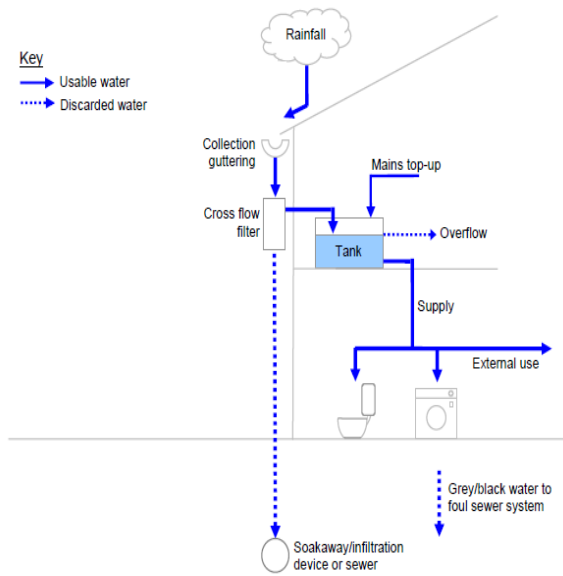 Rainfall
Key
Usable water
Discarded water
Collection
guttering
Mains top-up
Cross flow
filter
Overflow
Tank
Supply
External use
Grey/black water to
foul sewer system
Soakaway/infiltration
device or sewer